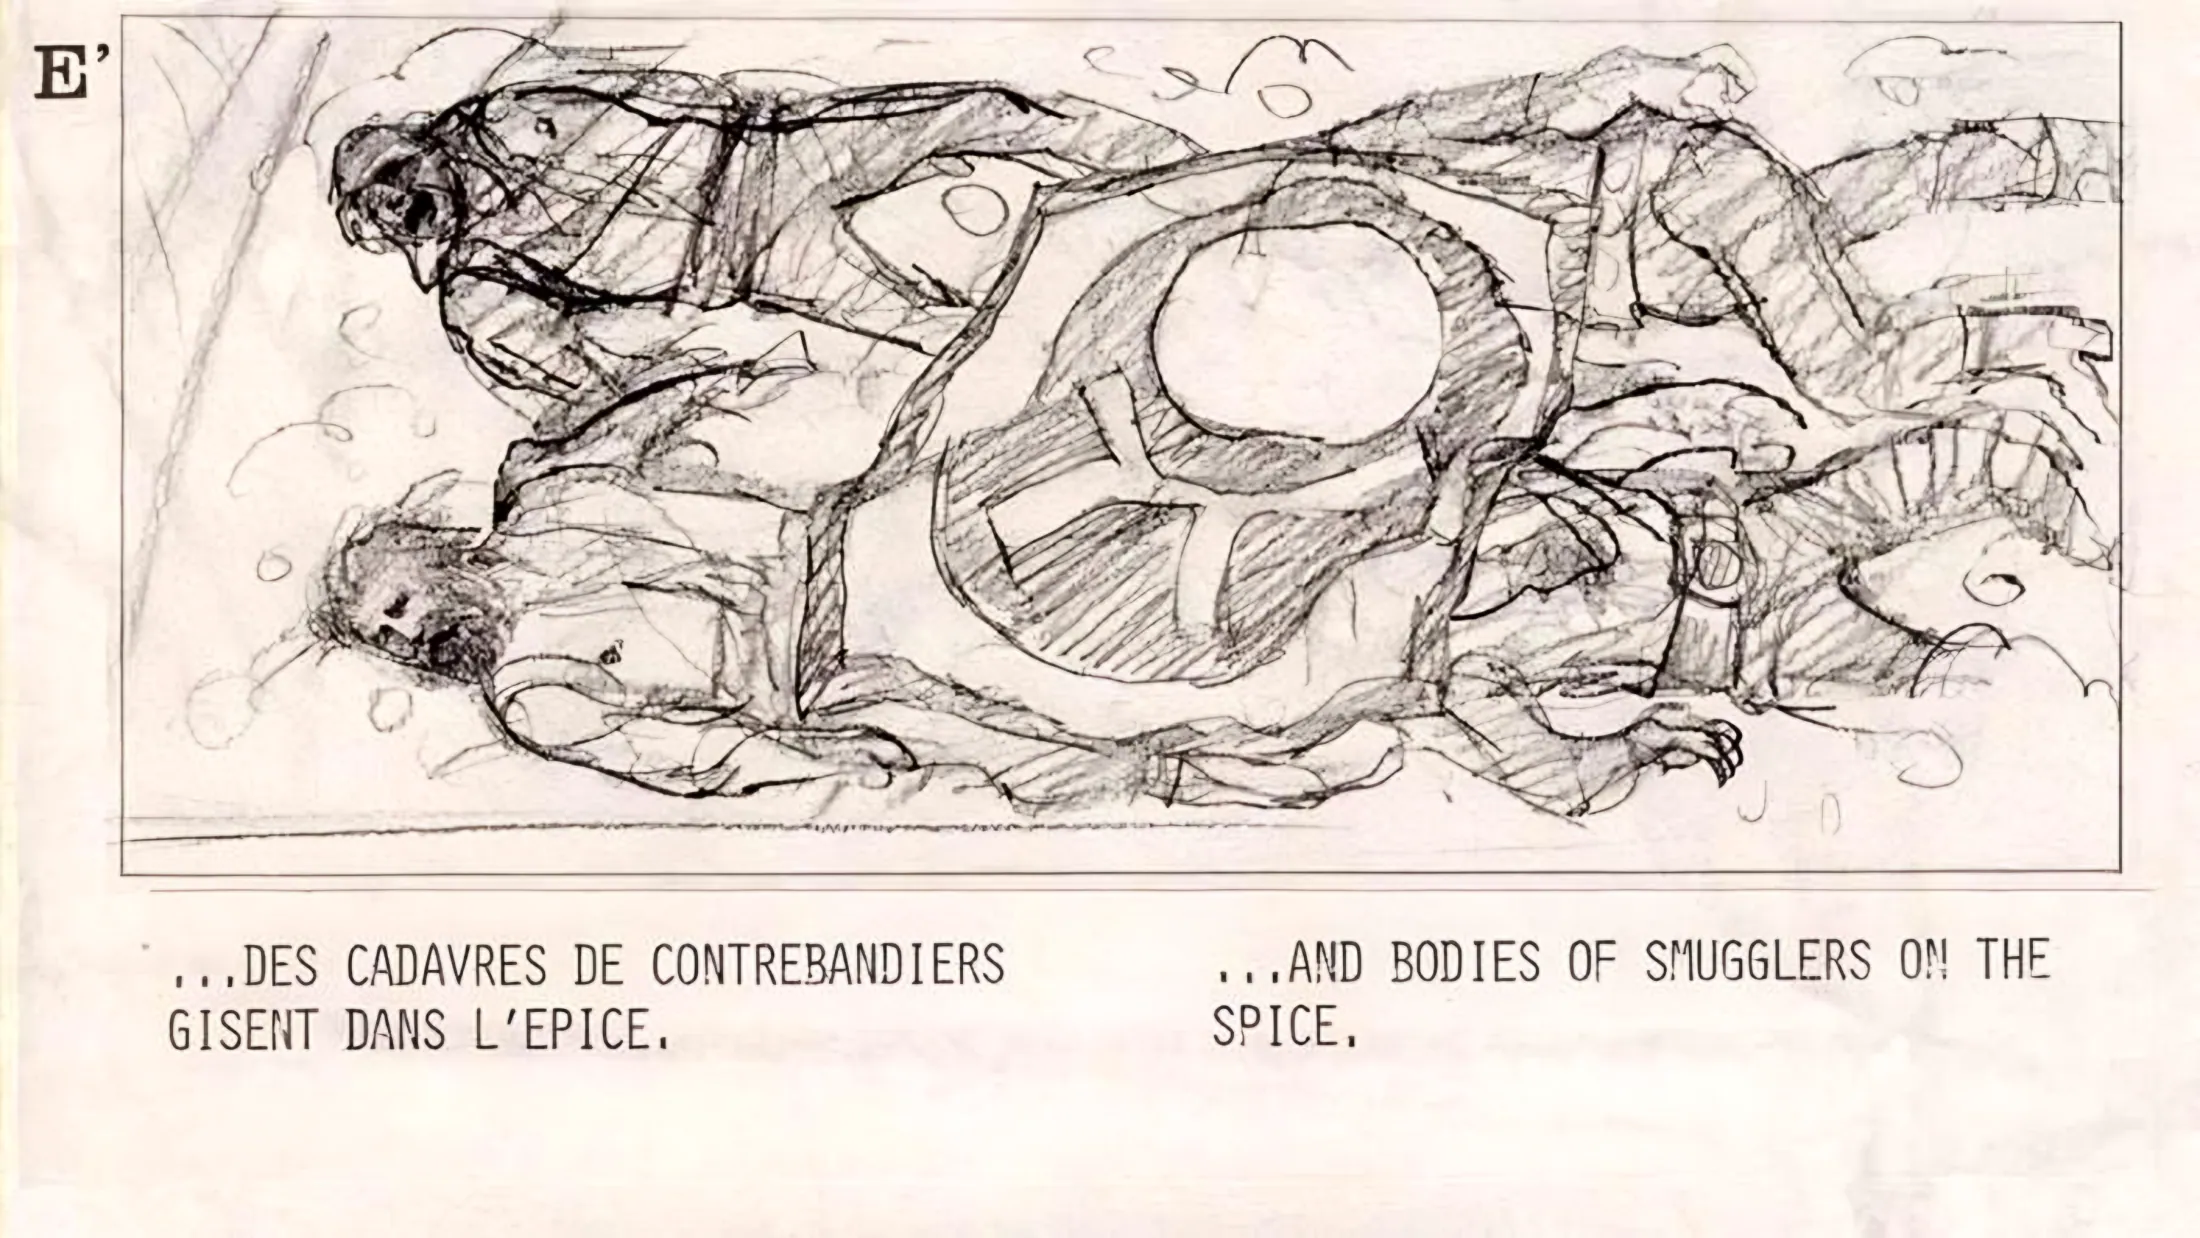 E'
...DES CADAVRES DE CONTREBANDIERS
GISENT DANS L'EPICE.
...AND BODIES OF SMUGGLERS ON THE
SPICE.